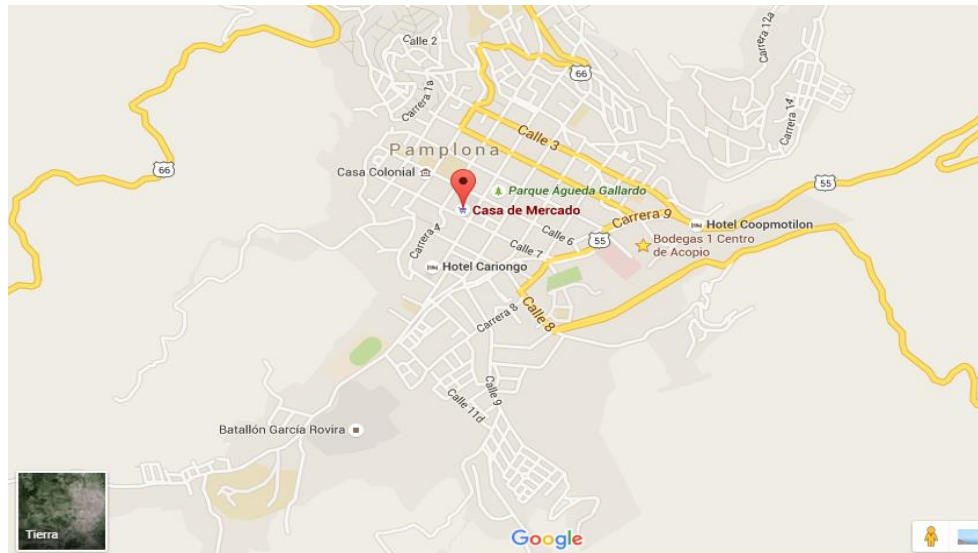 Calle 2
Carrera 12a
66
Carrera 1a
Carrera 14
Calle 3
Pamplona
66
Casa Colonial
55
Parque Águeda Gallardo
Casa de Mercado
Carrera 9
Hotel Coopmotilon
Carrera 4
Calle 6
55
Bodegas 1 Centro
de Acopio
Calle 7
Hotel Cariongo
Calle 8
Carrera 8
Calle 9
Calle 11d
Batallón García Rovira
Tierra
Google